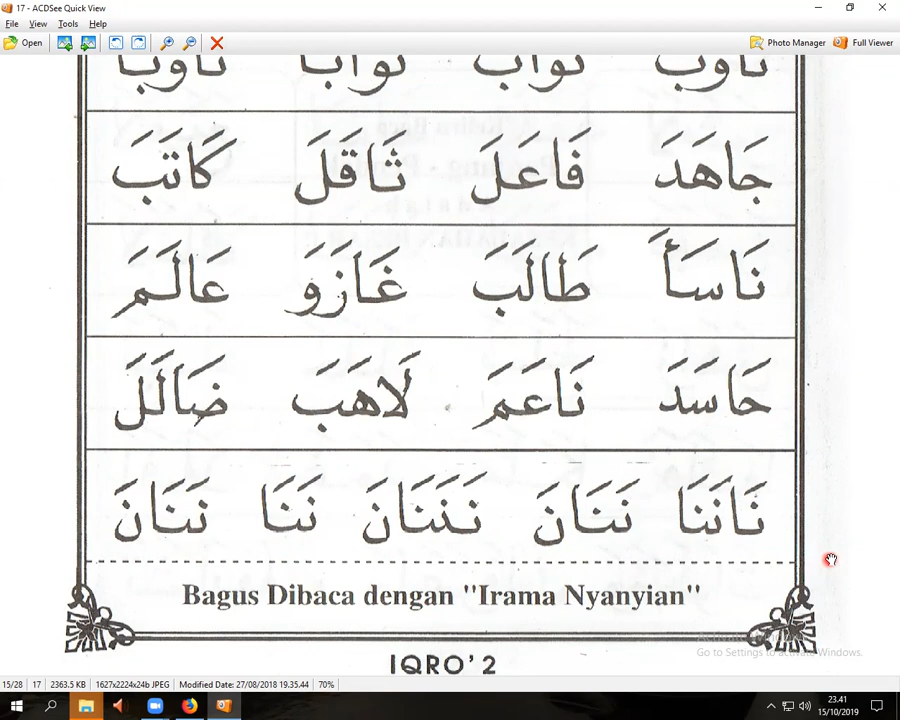 17 - ACDSee Quick View
File View Tools Help
Open Photo Manager Full Viewer
جَاهَدَ فَاعَلَ ثَاقَلَ كَاتَبَ
نَاسَأَ طَالَبَ غَازَوَ عَالَمَ
حَاسَدَ نَاعَمَ لَاهَبَ ضَالَلَ
نَانَنَا نَنَانَ نَنَنَانَ نَنَا نَنَانَ
Bagus Dibaca dengan "Irama Nyanyian"
IQRO' 2
Go to Settings to activate Windows.
15/28 17 2363.5 KB 1627x2224x24b JPEG Modified Date: 27/08/2018 19.35.44 70%
23.41
15/10/2019